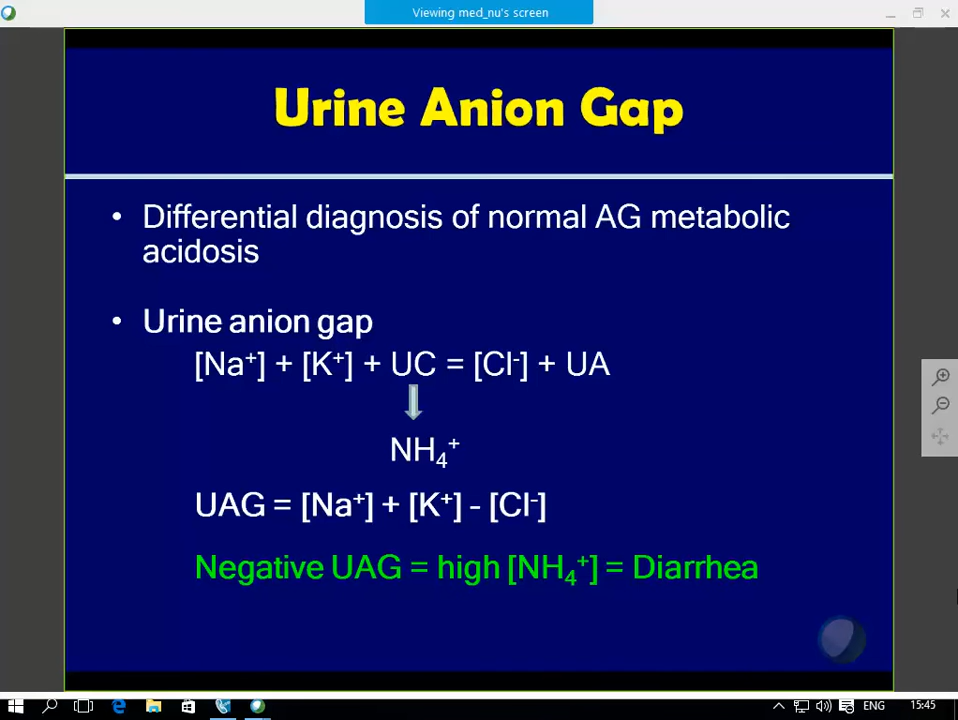 Viewing med_nu's screen
Urine Anion Gap
• Differential diagnosis of normal AG metabolic
acidosis
• Urine anion gap
[Na⁺] + [K⁺] + UC = [Cl⁻] + UA
NH₄⁺
UAG = [Na⁺] + [K⁺] - [Cl⁻]
Negative UAG = high [NH₄⁺] = Diarrhea
ENG
15:45